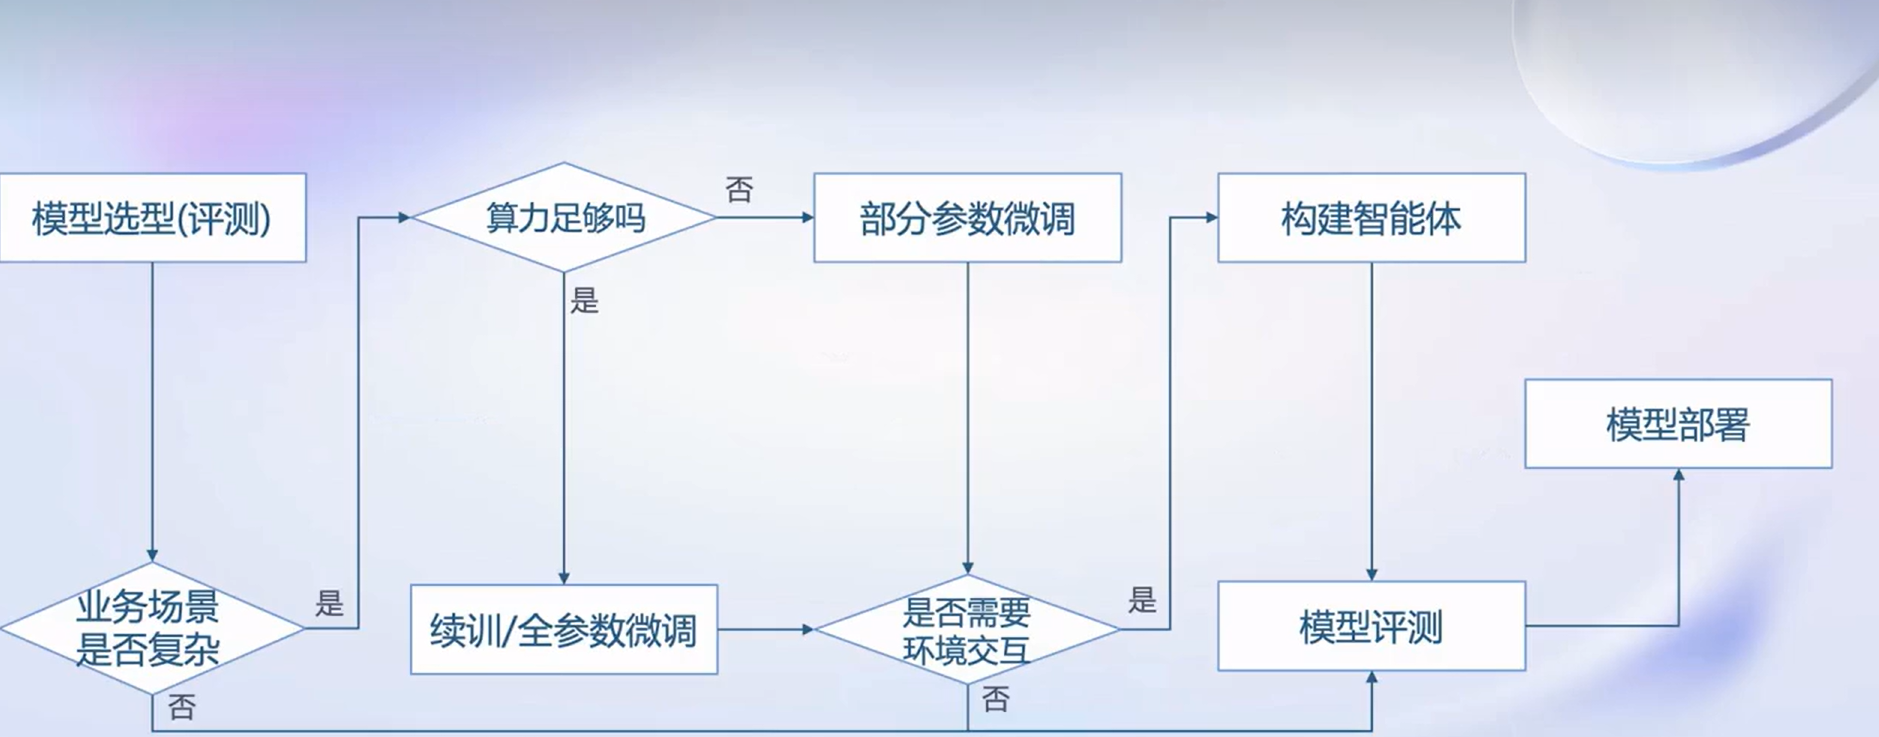 模型选型(评测)
算力足够吗
否
部分参数微调
构建智能体
是
模型部署
业务场景
是否复杂
是
续训/全参数微调
是否需要
环境交互
是
模型评测
否
否